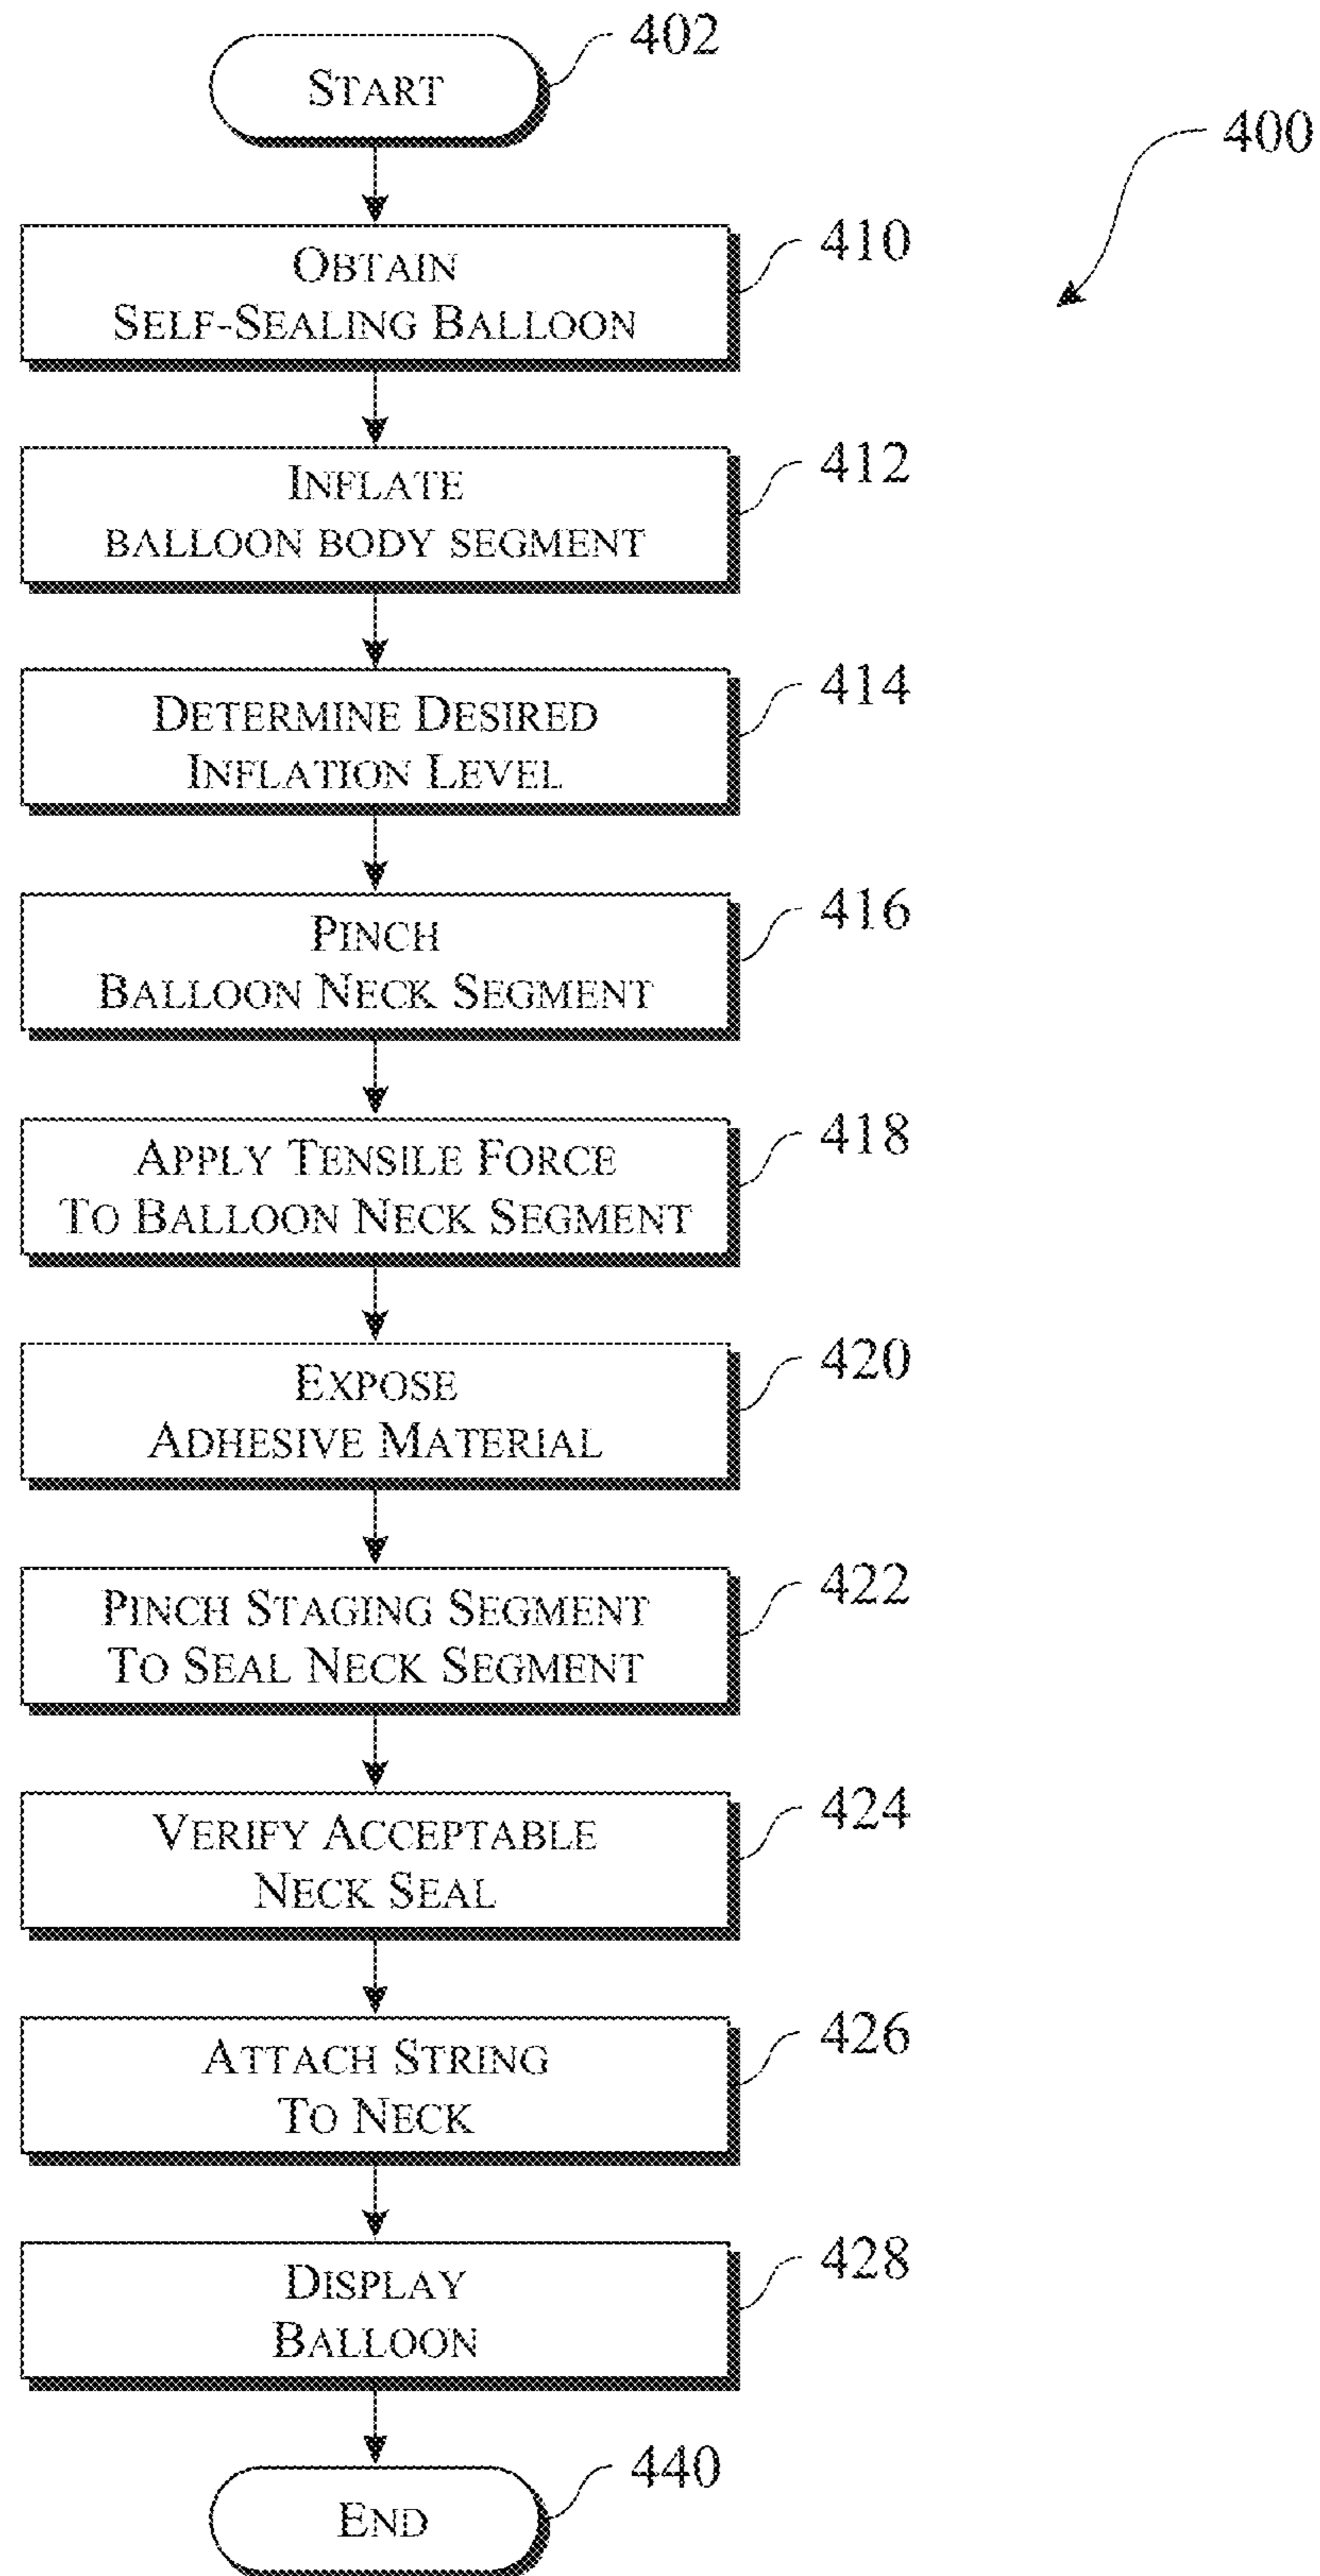 START
402
400
OBTAIN
SELF-SEALING BALLOON
410
INFLATE
BALLOON BODY SEGMENT
412
DETERMINE DESIRED
INFLATION LEVEL
414
PINCH
BALLOON NECK SEGMENT
416
APPLY TENSILE FORCE
TO BALLOON NECK SEGMENT
418
EXPOSE
ADHESIVE MATERIAL
420
PINCH STAGING SEGMENT
TO SEAL NECK SEGMENT
422
VERIFY ACCEPTABLE
NECK SEAL
424
ATTACH STRING
TO NECK
426
DISPLAY
BALLOON
428
END
440